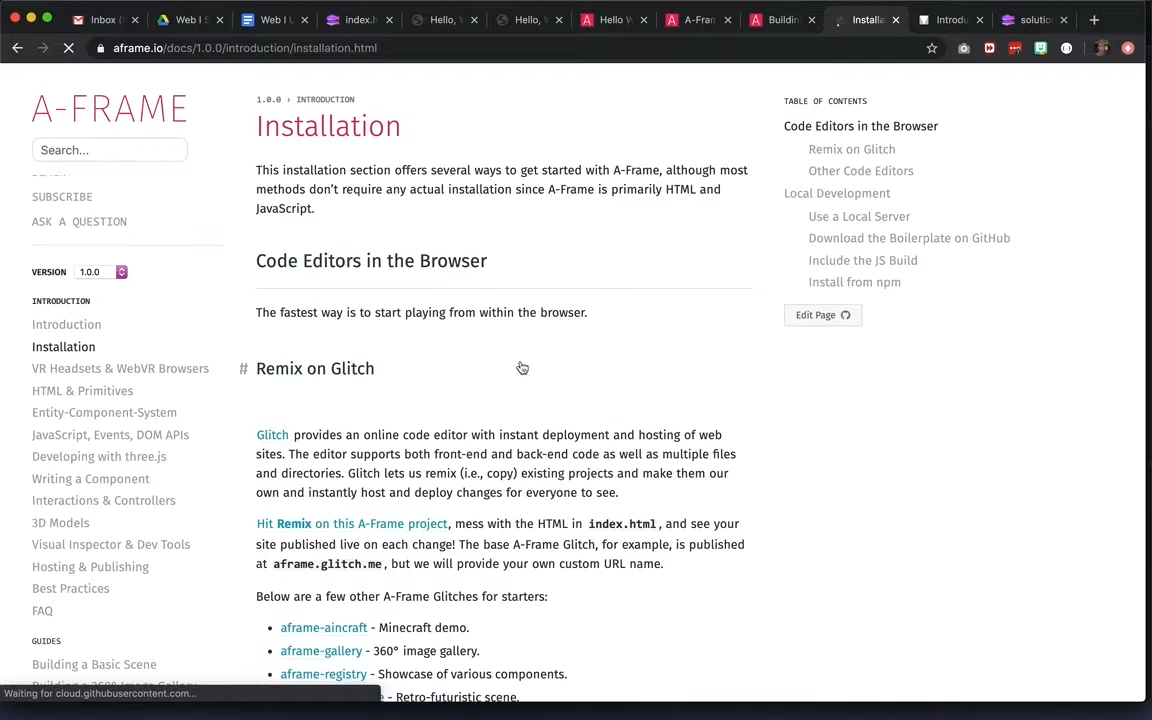 Inbox (
Web I S
Web I U
index.h
Hello, W
Hello, W
Hello W
A-Fram
Building
Installa
Introdu
solutio
aframe.io/docs/1.0.0/introduction/installation.html
A-FRAME
Search...
SUBSCRIBE
ASK A QUESTION
VERSION 1.0.0
INTRODUCTION
Introduction
Installation
VR Headsets & WebVR Browsers
HTML & Primitives
Entity-Component-System
JavaScript, Events, DOM APIs
Developing with three.js
Writing a Component
Interactions & Controllers
3D Models
Visual Inspector & Dev Tools
Hosting & Publishing
Best Practices
FAQ
GUIDES
Building a Basic Scene
Waiting for cloud.githubusercontent.com...
1.0.0 › INTRODUCTION
Installation
This installation section offers several ways to get started with A-Frame, although most
methods don’t require any actual installation since A-Frame is primarily HTML and
JavaScript.
Code Editors in the Browser
The fastest way is to start playing from within the browser.
# Remix on Glitch
Glitch provides an online code editor with instant deployment and hosting of web
sites. The editor supports both front-end and back-end code as well as multiple files
and directories. Glitch lets us remix (i.e., copy) existing projects and make them our
own and instantly host and deploy changes for everyone to see.
Hit Remix on this A-Frame project, mess with the HTML in index.html, and see your
site published live on each change! The base A-Frame Glitch, for example, is published
at aframe.glitch.me, but we will provide your own custom URL name.
Below are a few other A-Frame Glitches for starters:
• aframe-aincraft - Minecraft demo.
• aframe-gallery - 360° image gallery.
• aframe-registry - Showcase of various components.
- Retro-futuristic scene.
TABLE OF CONTENTS
Code Editors in the Browser
Remix on Glitch
Other Code Editors
Local Development
Use a Local Server
Download the Boilerplate on GitHub
Include the JS Build
Install from npm
Edit Page